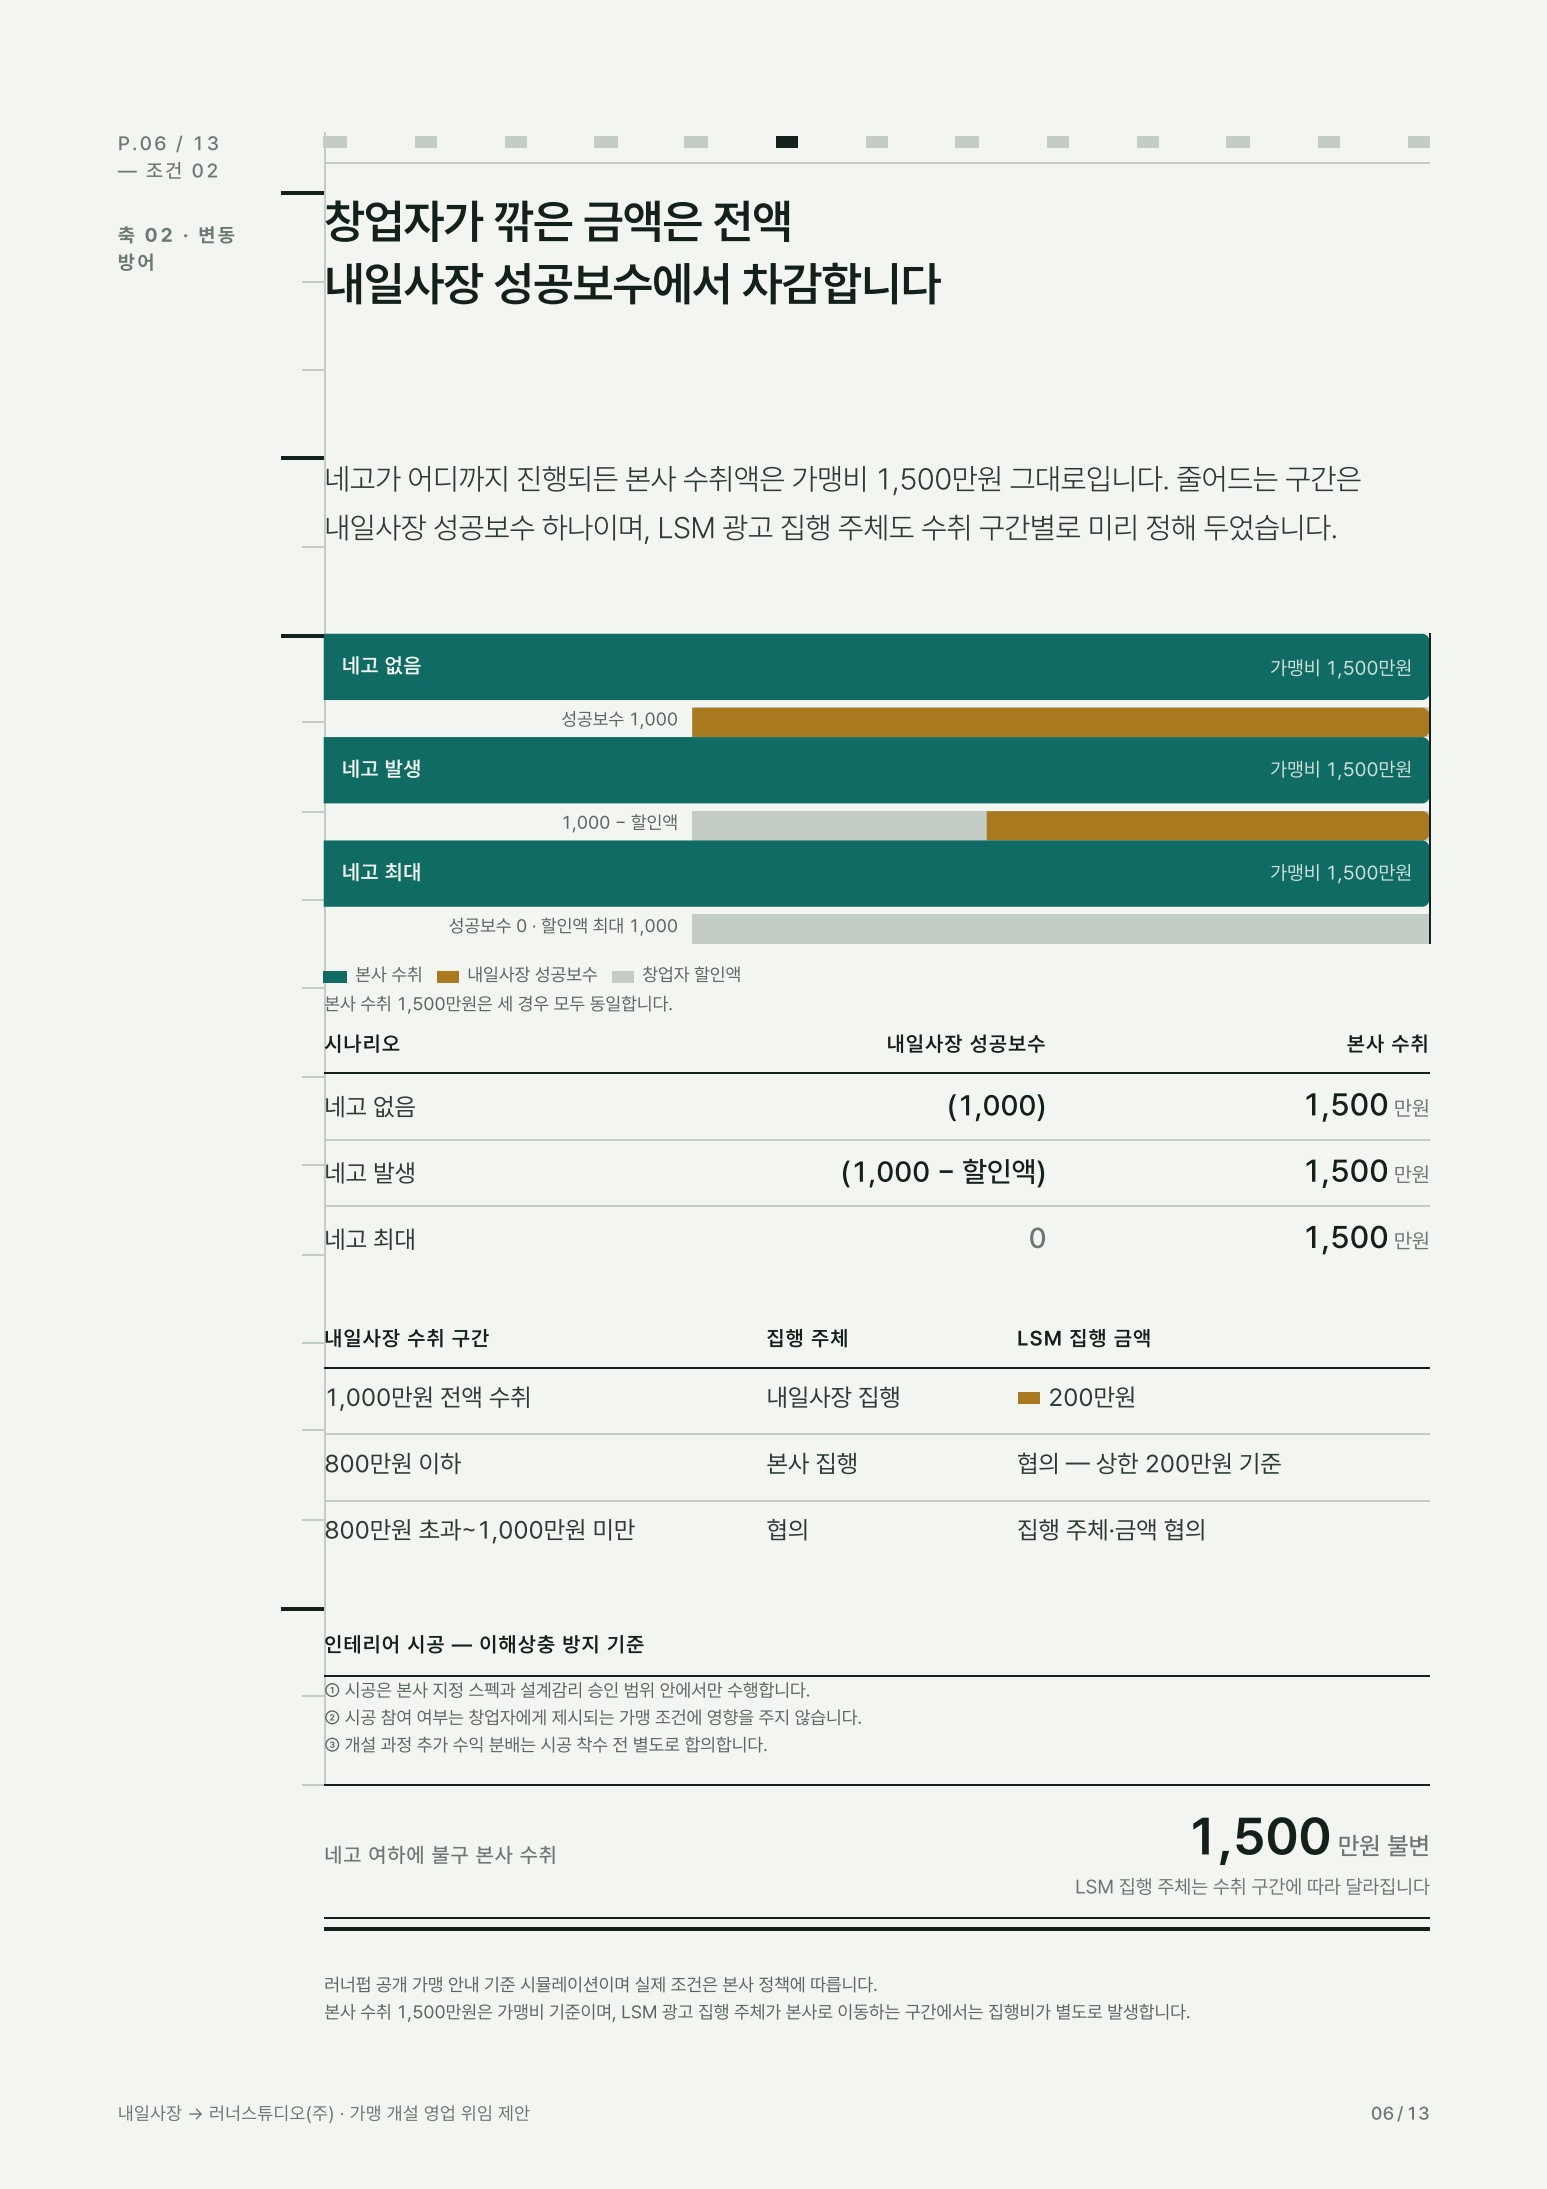 P.06 / 13
— 조건 02
축 02 · 변동
방어
창업자가 깎은 금액은 전액
내일사장 성공보수에서 차감합니다
네고가 어디까지 진행되든 본사 수취액은 가맹비 1,500만원 그대로입니다. 줄어드는 구간은
내일사장 성공보수 하나이며, LSM 광고 집행 주체도 수취 구간별로 미리 정해 두었습니다.
네고 없음 가맹비 1,500만원
성공보수 1,000
네고 발생 가맹비 1,500만원
1,000 − 할인액
네고 최대 가맹비 1,500만원
성공보수 0 · 할인액 최대 1,000
본사 수취 내일사장 성공보수 창업자 할인액
본사 수취 1,500만원은 세 경우 모두 동일합니다.
시나리오 내일사장 성공보수 본사 수취
네고 없음 (1,000) 1,500 만원
네고 발생 (1,000 − 할인액) 1,500 만원
네고 최대 0 1,500 만원
내일사장 수취 구간 집행 주체 LSM 집행 금액
1,000만원 전액 수취 내일사장 집행 200만원
800만원 이하 본사 집행 협의 — 상한 200만원 기준
800만원 초과~1,000만원 미만 협의 집행 주체·금액 협의
인테리어 시공 — 이해상충 방지 기준
① 시공은 본사 지정 스펙과 설계감리 승인 범위 안에서만 수행합니다.
② 시공 참여 여부는 창업자에게 제시되는 가맹 조건에 영향을 주지 않습니다.
③ 개설 과정 추가 수익 분배는 시공 착수 전 별도로 합의합니다.
네고 여하에 불구 본사 수취 1,500 만원 불변
LSM 집행 주체는 수취 구간에 따라 달라집니다
러너펍 공개 가맹 안내 기준 시뮬레이션이며 실제 조건은 본사 정책에 따릅니다.
본사 수취 1,500만원은 가맹비 기준이며, LSM 광고 집행 주체가 본사로 이동하는 구간에서는 집행비가 별도로 발생합니다.
내일사장 → 러너스튜디오(주) · 가맹 개설 영업 위임 제안 06 / 13